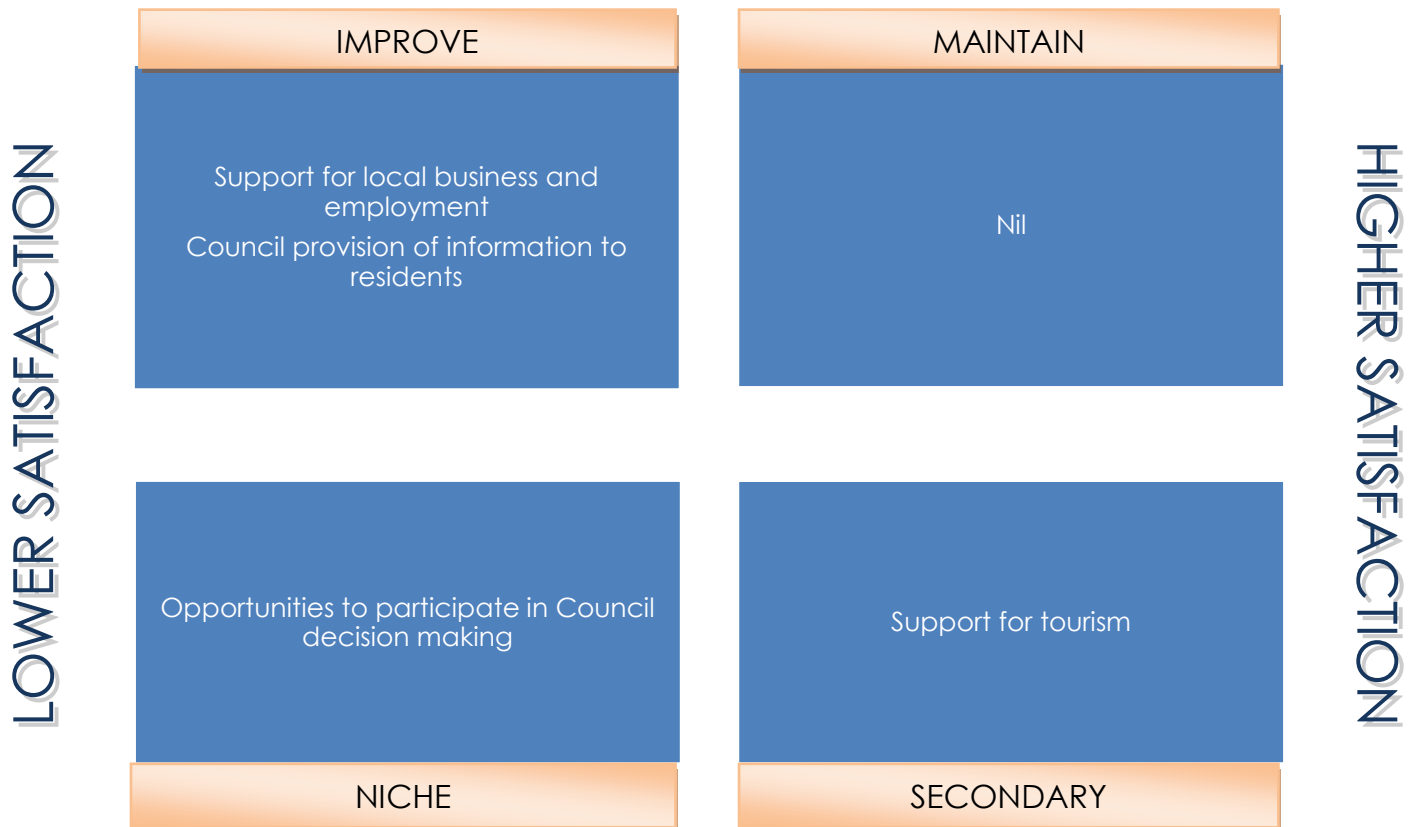 IMPROVE
MAINTAIN
LOWER SATISFACTION
Support for local business and
employment
Council provision of information to
residents
Nil
HIGHER SATISFACTION
Opportunities to participate in Council
decision making
Support for tourism
NICHE
SECONDARY